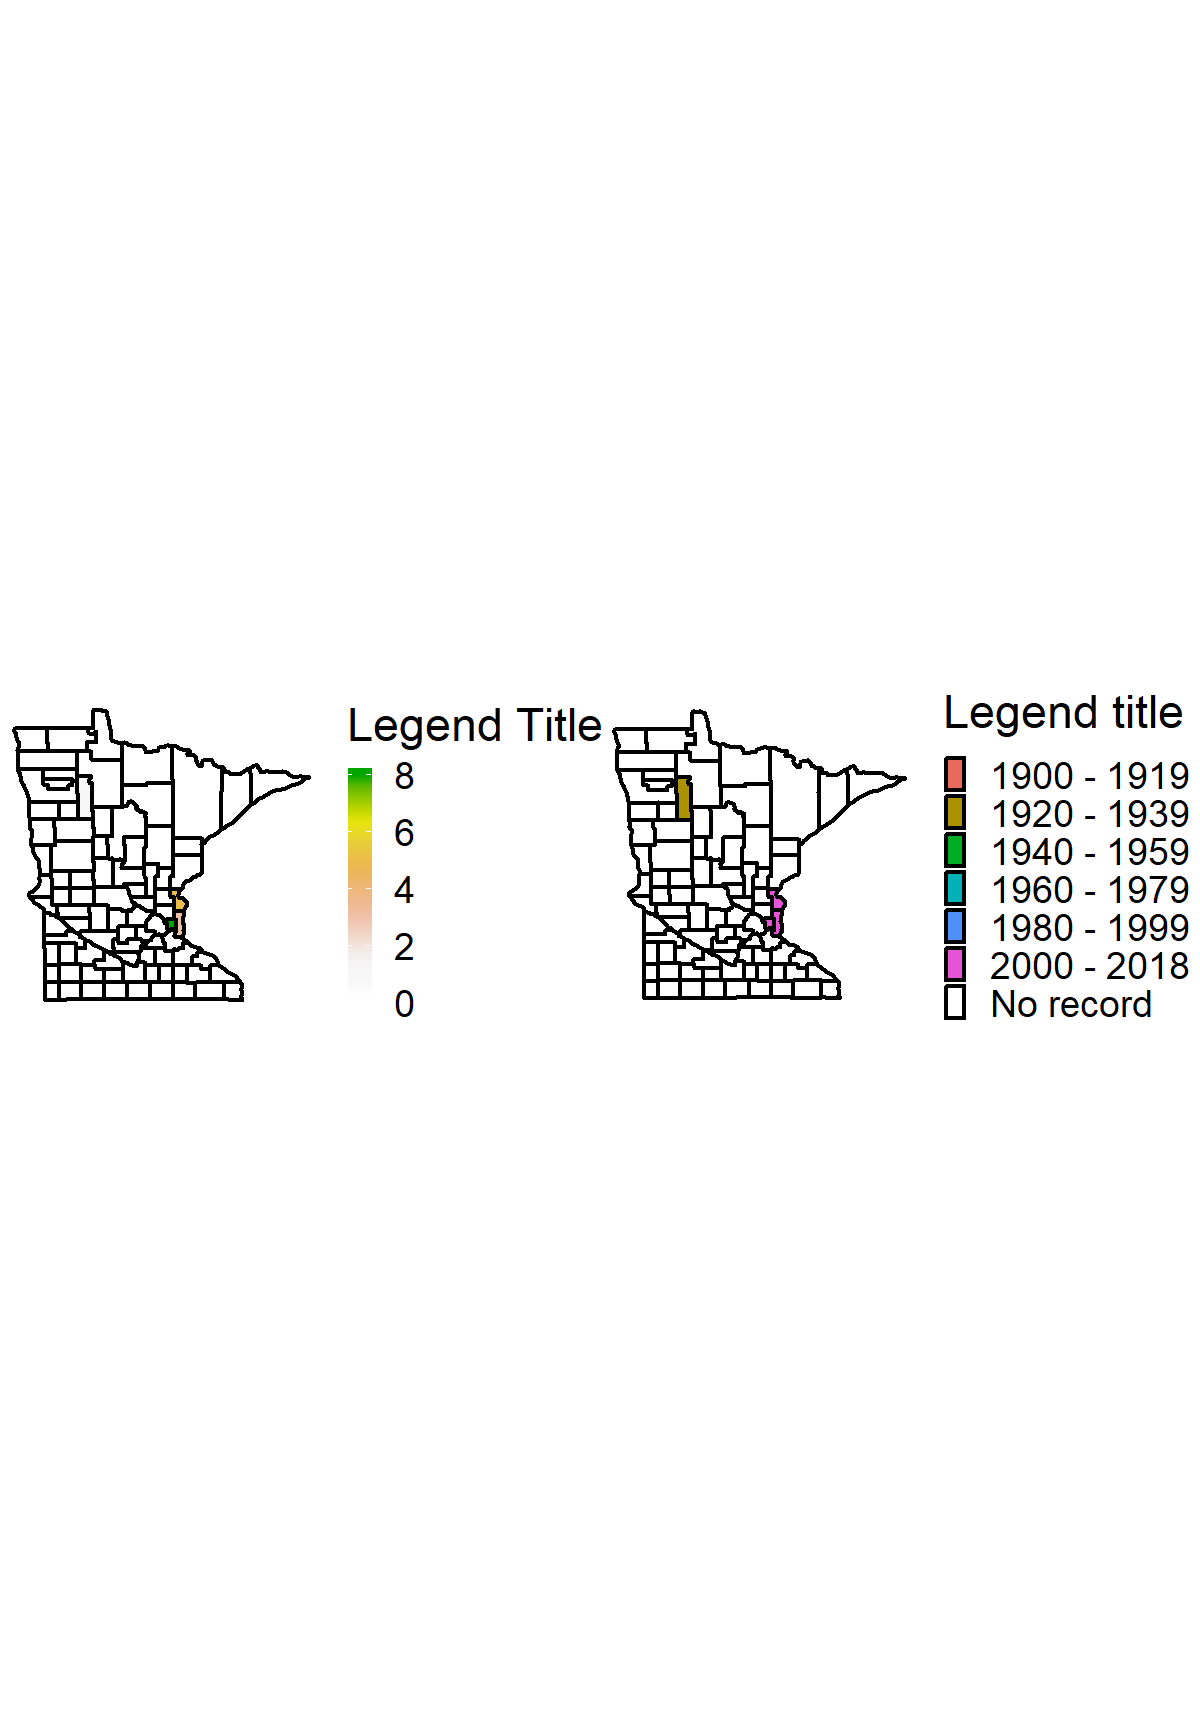 Legend Title
8
6
4
2
0
Legend title
1900 - 1919
1920 - 1939
1940 - 1959
1960 - 1979
1980 - 1999
2000 - 2018
No record